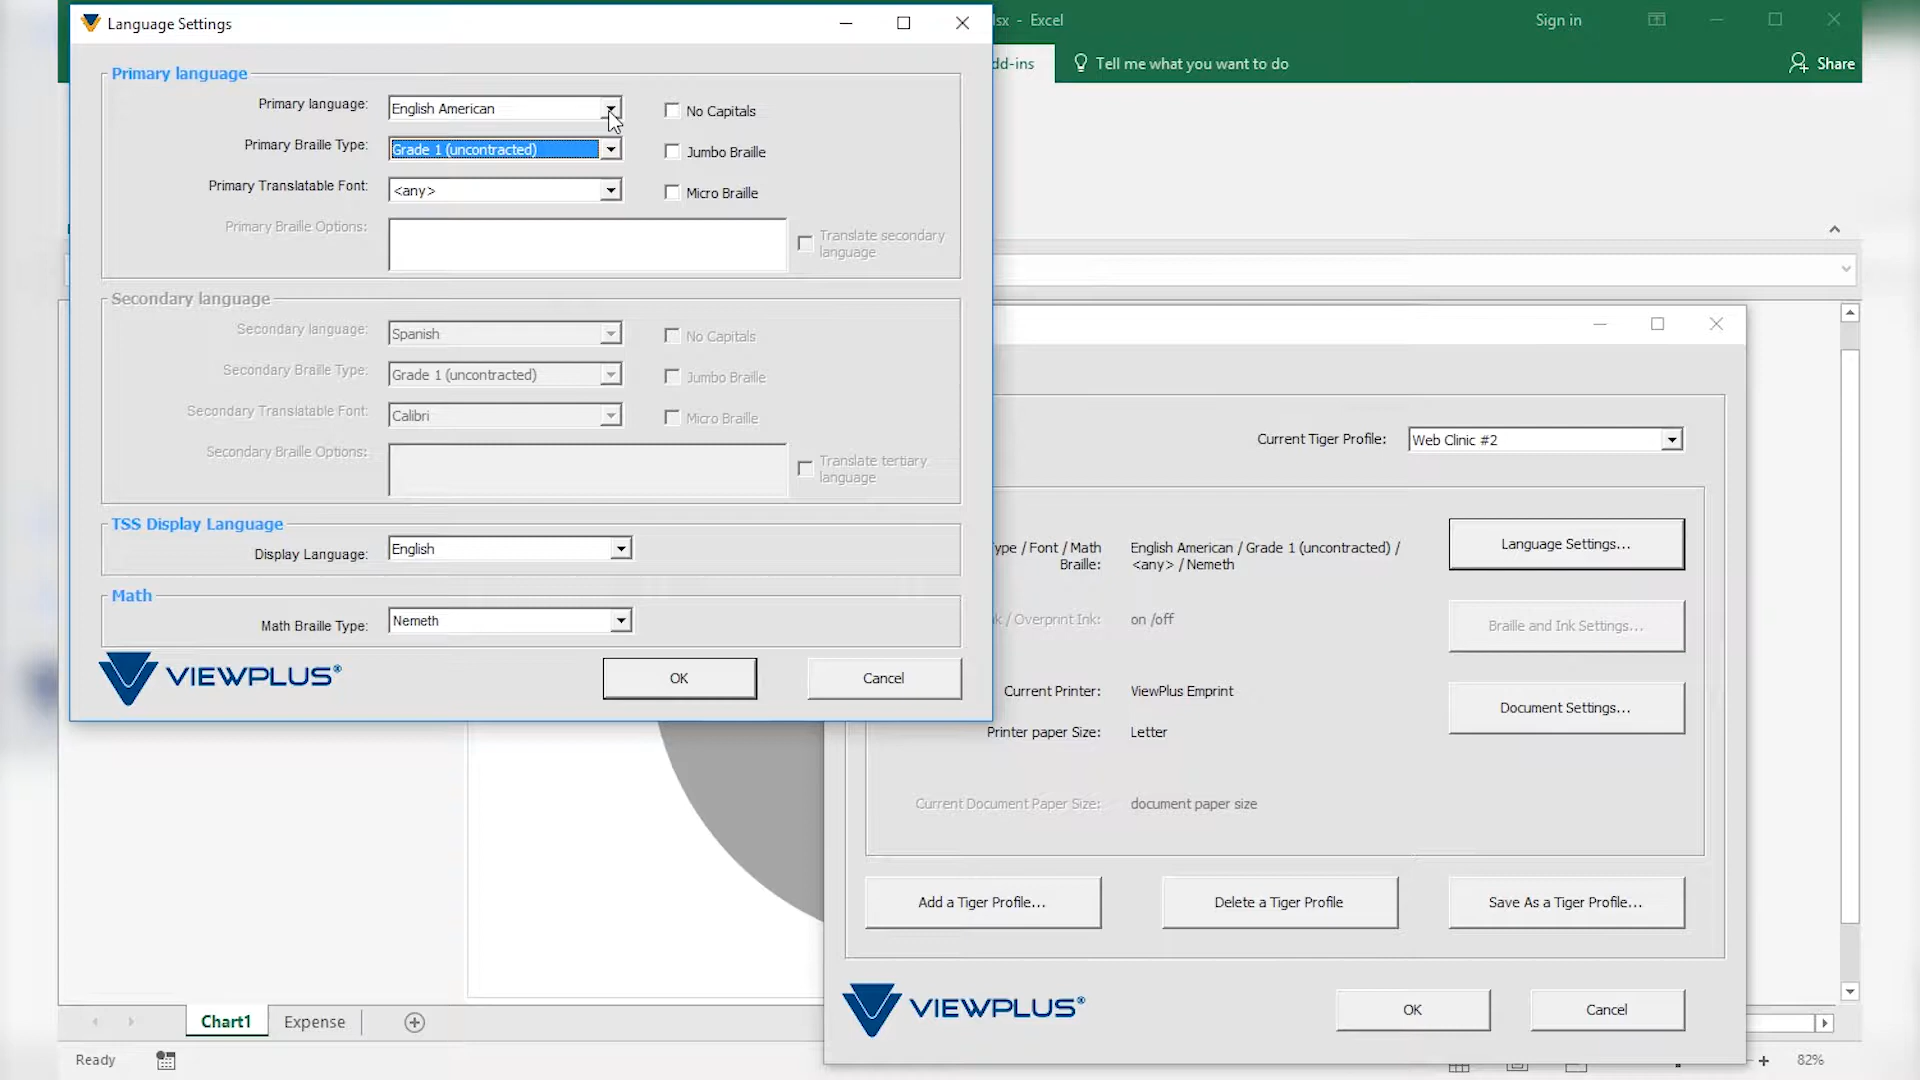 Language Settings
lsx - Excel
Sign in
dd-ins
Tell me what you want to do
Share
Primary language
Primary language:
English American
No Capitals
Primary Braille Type:
Grade 1 (uncontracted)
Jumbo Braille
Primary Translatable Font:
<any>
Micro Braille
Primary Braille Options:
Translate secondary
language
Secondary language
Secondary language:
Spanish
No Capitals
Secondary Braille Type:
Grade 1 (uncontracted)
Jumbo Braille
Secondary Translatable Font:
Calibri
Micro Braille
Secondary Braille Options:
Translate tertiary
language
TSS Display Language
Display Language:
English
Math
Math Braille Type:
Nemeth
VIEWPLUS®
OK
Cancel
Current Tiger Profile:
Web Clinic #2
ype / Font / Math
Braille:
English American / Grade 1 (uncontracted) /
<any> / Nemeth
Language Settings...
k / Overprint Ink:
on /off
Braille and Ink Settings...
Current Printer:
ViewPlus Emprint
Document Settings...
Printer paper Size:
Letter
Current Document Paper Size:
document paper size
Add a Tiger Profile...
Delete a Tiger Profile
Save As a Tiger Profile...
VIEWPLUS®
OK
Cancel
Chart1
Expense
Ready
82%